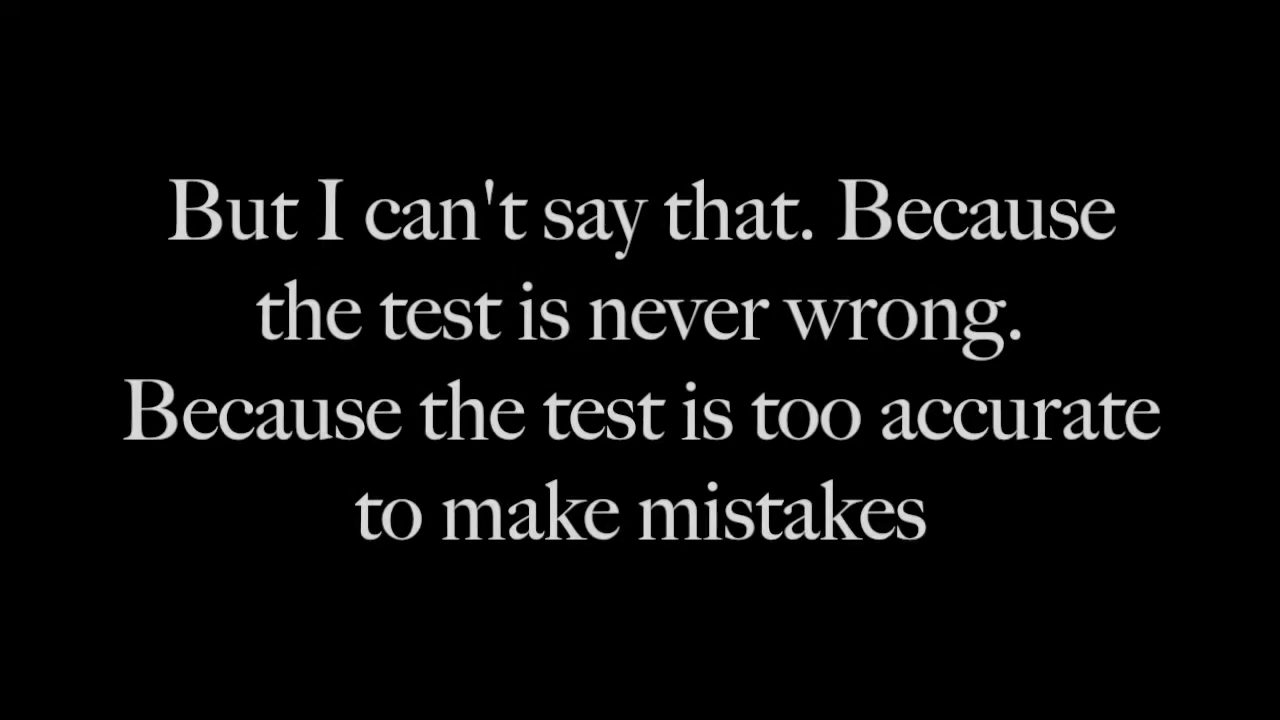 But I can't say that. Because
the test is never wrong.
Because the test is too accurate
to make mistakes